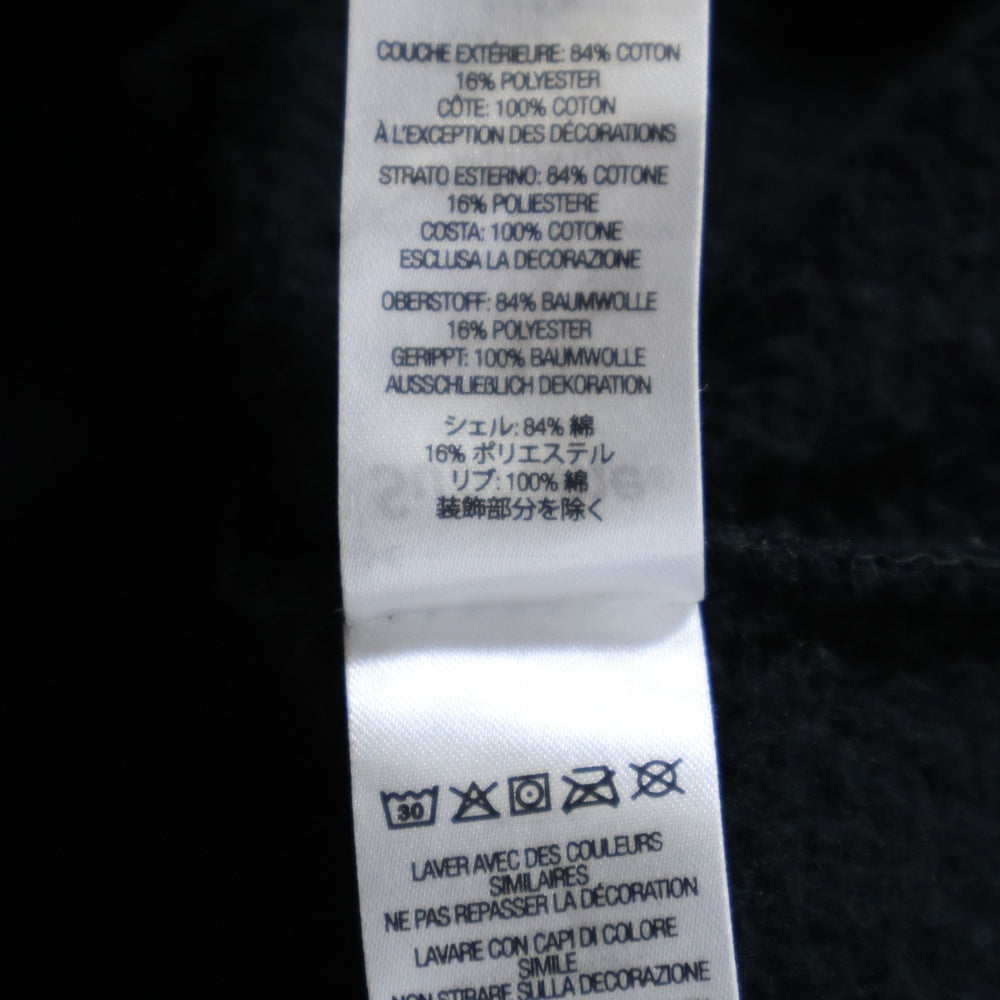 COUCHE EXTÉRIEURE: 84% COTON
16% POLYESTER
CÔTE: 100% COTON
À L'EXCEPTION DES DÉCORATIONS
STRATO ESTERNO: 84% COTONE
16% POLIESTERE
COSTA: 100% COTONE
ESCLUSA LA DECORAZIONE
OBERSTOFF: 84% BAUMWOLLE
16% POLYESTER
GERIPPT: 100% BAUMWOLLE
AUSSCHLIEßLICH DEKORATION
シェル: 84% 綿
16% ポリエステル
リブ: 100% 綿
装飾部分を除く
30
LAVER AVEC DES COULEURS
SIMILAIRES
NE PAS REPASSER LA DÉCORATION
LAVARE CON CAPI DI COLORE
SIMILE
NON STIRARE SULLA DECORAZIONE